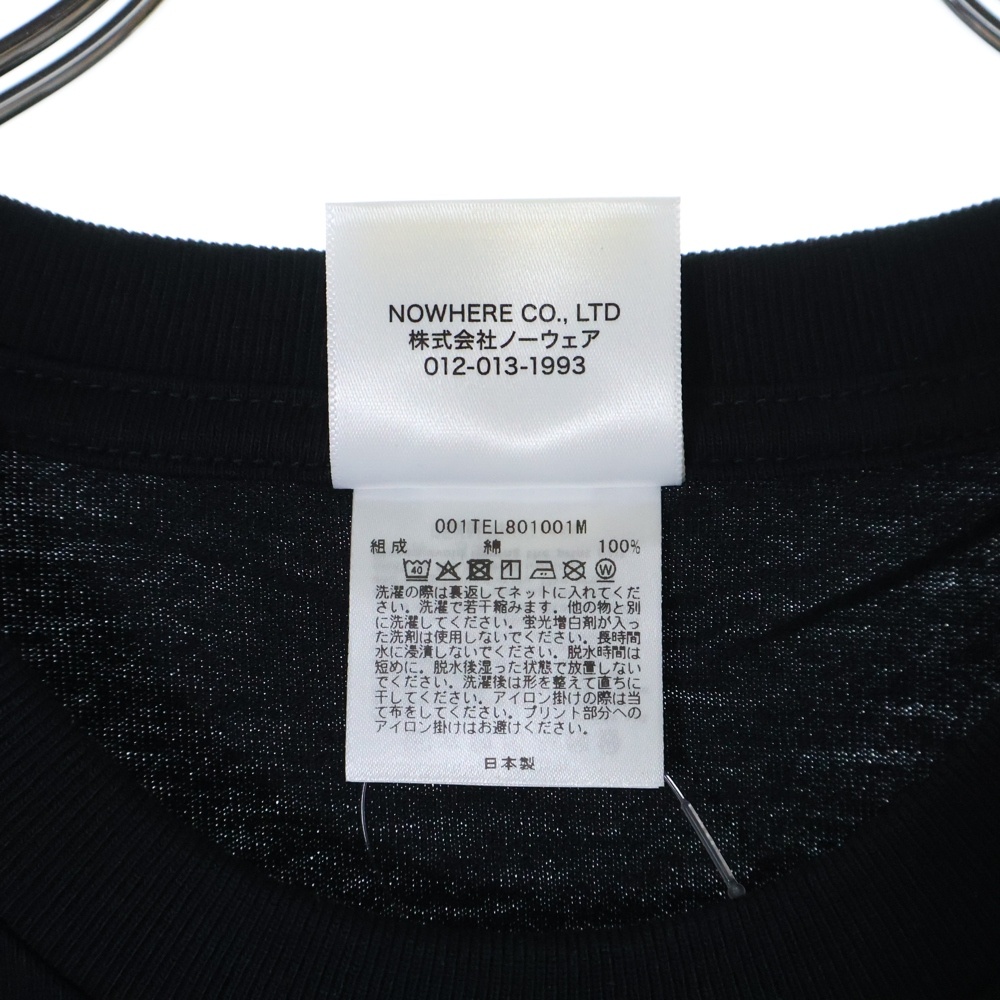 NOWHERE CO., LTD
株式会社ノーウェア
012-013-1993
001TEL801001M
組成 綿 100%
40 W
洗濯の際は裏返してネットに入れてくだ
さい。洗濯で若干縮みます。他の物と別
に洗濯してください。蛍光増白剤が入っ
た洗剤は使用しないでください。長時間
水に浸漬しないでください。脱水時間は
短めに。脱水後湿った状態で放置しない
でください。洗濯後は形を整えて直ちに
干してください。アイロン掛けの際は当
て布をしてください。プリント部分への
アイロン掛けはお避けください。
日本製